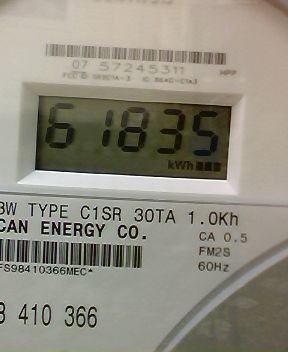 07 57245311
61835
kWh
3W TYPE C1SR 30TA 1.0Kh
CAN ENERGY CO.
CA 0.5
FM2S
60Hz
FS98410366MEC*
410 366